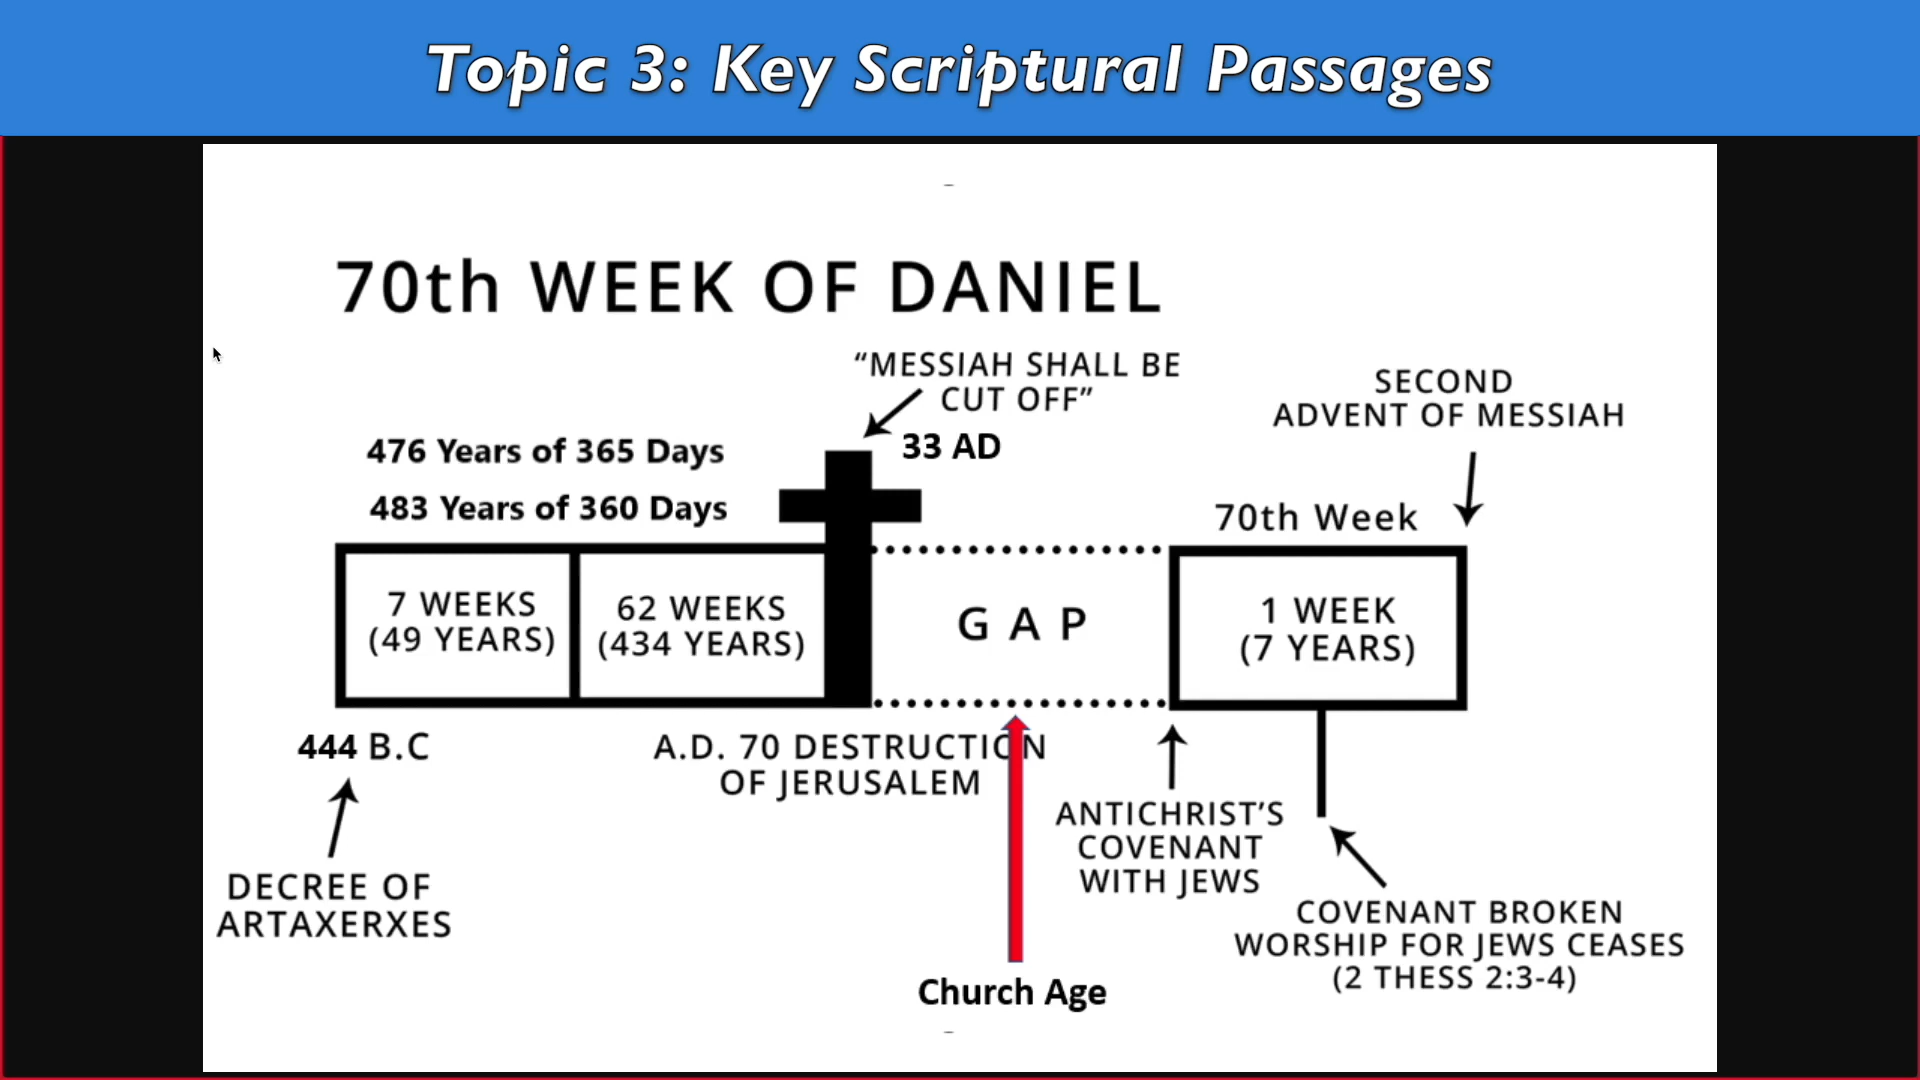 Topic 3: Key Scriptural Passages
70th WEEK OF DANIEL
“MESSIAH SHALL BE
CUT OFF”
33 AD
SECOND
ADVENT OF MESSIAH
476 Years of 365 Days
483 Years of 360 Days
70th Week
7 WEEKS
(49 YEARS)
62 WEEKS
(434 YEARS)
G A P
1 WEEK
(7 YEARS)
444 B.C
A.D. 70 DESTRUCTION
OF JERUSALEM
DECREE OF
ARTAXERXES
ANTICHRIST’S
COVENANT
WITH JEWS
COVENANT BROKEN
WORSHIP FOR JEWS CEASES
(2 THESS 2:3-4)
Church Age